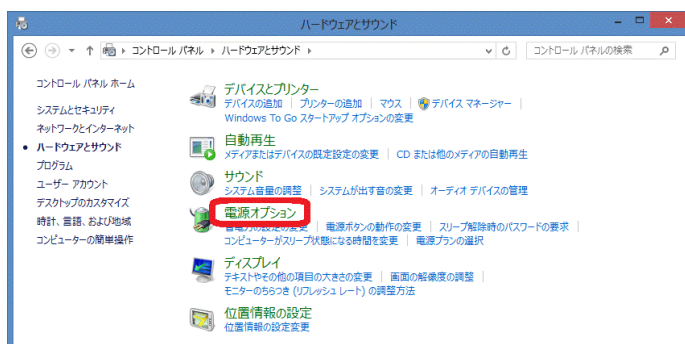 ハードウェアとサウンド
コントロール パネル ハードウェアとサウンド
コントロール パネルの検索
コントロール パネル ホーム
システムとセキュリティ
ネットワークとインターネット
ハードウェアとサウンド
プログラム
ユーザー アカウント
デスクトップのカスタマイズ
時計、言語、および地域
コンピューターの簡単操作
デバイスとプリンター
デバイスの追加 プリンターの追加 マウス デバイス マネージャー
Windows To Go スタートアップ オプションの変更
自動再生
メディアまたはデバイスの既定設定の変更 CD または他のメディアの自動再生
サウンド
システム音量の調整 システムが出す音の変更 オーディオ デバイスの管理
電源オプション
省電力の設定の変更 電源ボタンの動作の変更 スリープ解除時のパスワードの要求
コンピューターがスリープ状態になる時間を変更 電源プランの選択
ディスプレイ
テキストやその他の項目の大きさの変更 画面の解像度の調整
モニターのちらつき (リフレッシュ レート) の調整方法
位置情報の設定
位置情報の設定変更